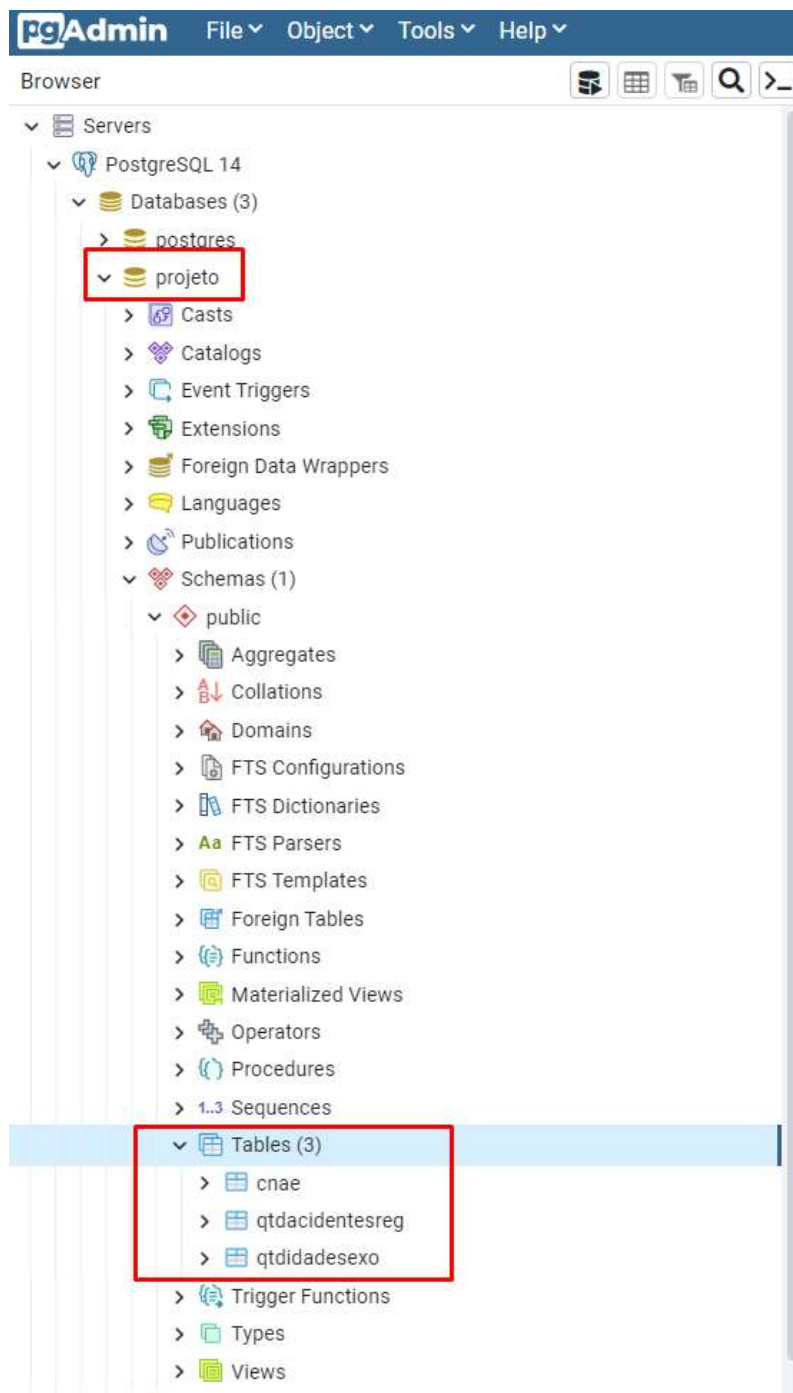 pgAdmin File Object Tools Help
Browser
Servers
PostgreSQL 14
Databases (3)
postgres
projeto
Casts
Catalogs
Event Triggers
Extensions
Foreign Data Wrappers
Languages
Publications
Schemas (1)
public
Aggregates
Collations
Domains
FTS Configurations
FTS Dictionaries
Aa FTS Parsers
FTS Templates
Foreign Tables
Functions
Materialized Views
Operators
Procedures
1..3 Sequences
Tables (3)
cnae
qtdacidentesreg
qtdidadesexo
Trigger Functions
Types
Views